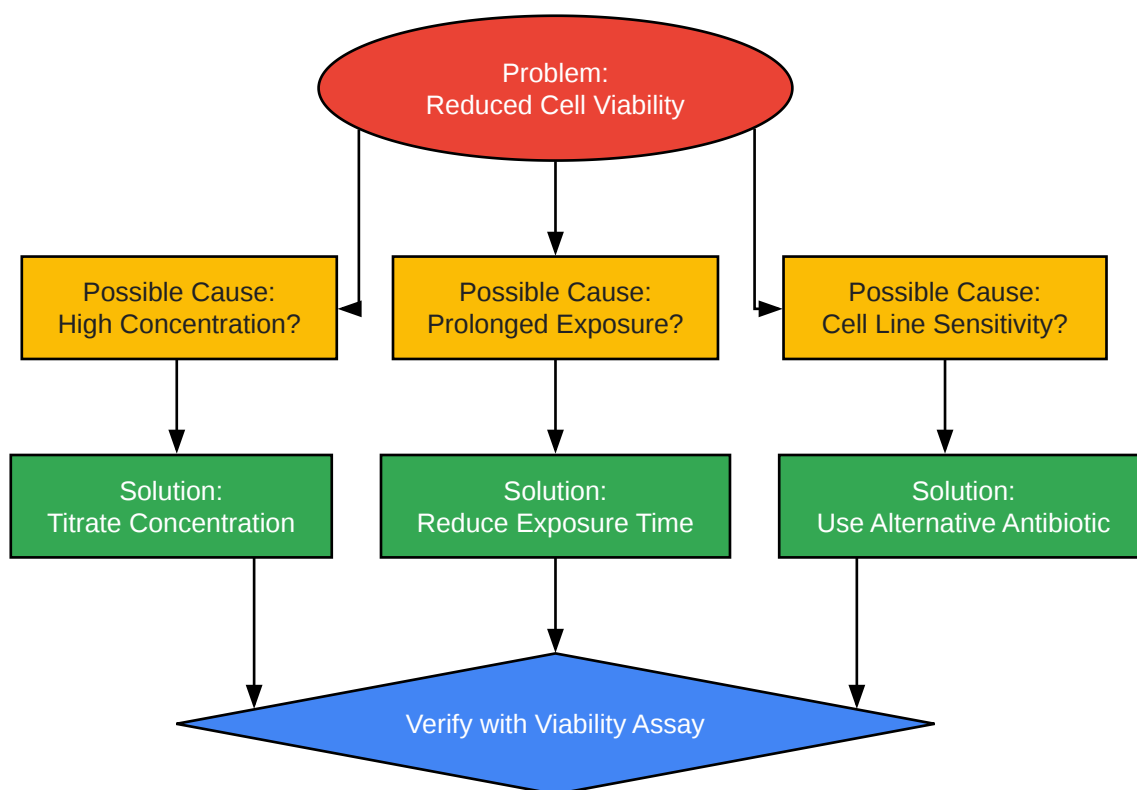 Problem:
Reduced Cell Viability
Possible Cause:
High Concentration?
Possible Cause:
Prolonged Exposure?
Possible Cause:
Cell Line Sensitivity?
Solution:
Titrate Concentration
Solution:
Reduce Exposure Time
Solution:
Use Alternative Antibiotic
Verify with Viability Assay